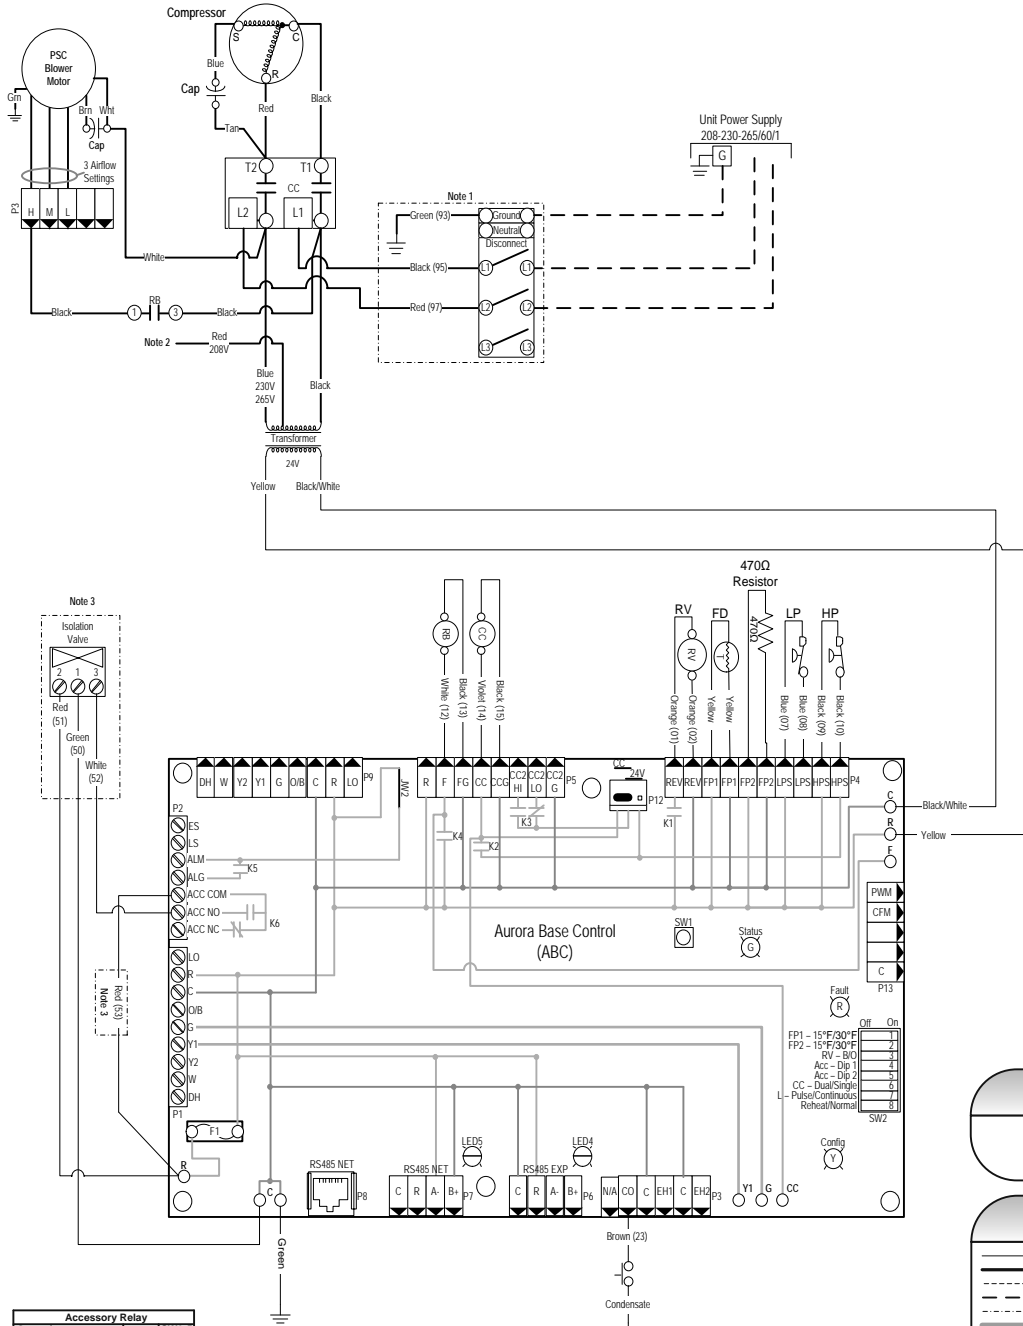 Compressor
S
C
R
PSC
Blower
Motor
Grn
Brn
Wht
Cap
Blue
Cap
Red
Black
Tan
3 Airflow
Settings
P3
H
M
L
T2
T1
CC
L2
L1
Unit Power Supply
208-230-265/60/1
G
Note 1
Green (93)
Ground
Neutral
Disconnect
Black (95)
L1
L1
Red (97)
L2
L2
L3
L3
White
Black
1
RB
3
Black
Note 2
Red
208V
Blue
230V
265V
Black
Transformer
24V
Yellow
Black/White
Note 3
Isolation
Valve
2
1
3
Red
(51)
Green
(50)
White
(52)
RB
CC
White (12)
Black (13)
Violet (14)
Black (15)
470Ω
Resistor
470Ω
RV
RV
FD
T
LP
HP
Orange (01)
Orange (02)
Yellow
Yellow
Blue (07)
Blue (08)
Black (09)
Black (10)
DH
W
Y2
Y1
G
O/B
C
R
LO
P9
JW2
R
F
FG
CC
CCG
CC2
HI
CC2
LO
CC2
G
P5
CC
24V
P12
REV
REV
FP1
FP1
FP2
FP2
LPS
LPS
HPS
HPS
P4
P2
ES
LS
ALM
ALG
ACC COM
ACC NO
ACC NC
K5
K6
K4
K2
K3
K1
C
Black/White
R
Yellow
F
PWM
CFM
C
P13
Aurora Base Control
(ABC)
SW1
Status
G
Fault
R
LO
R
C
O/B
G
Y1
Y2
W
DH
P1
F1
R
Red (53)
Note 3
Off
On
FP1 – 15°F/30°F
1
FP2 – 15°F/30°F
2
RV – B/O
3
Acc – Dip 1
4
Acc – Dip 2
5
CC – Dual/Single
6
L – Pulse/Continuous
7
Reheat/Normal
8
SW2
Config
Y
LED5
LED4
RS485 NET
P8
RS485 NET
C
R
A-
B+
P7
RS485 EXP
C
R
A-
B+
P6
N/A
CO
C
EH1
C
EH2
P3
Y1
G
CC
C
Green
Brown (23)
Condensate
Accessory Relay